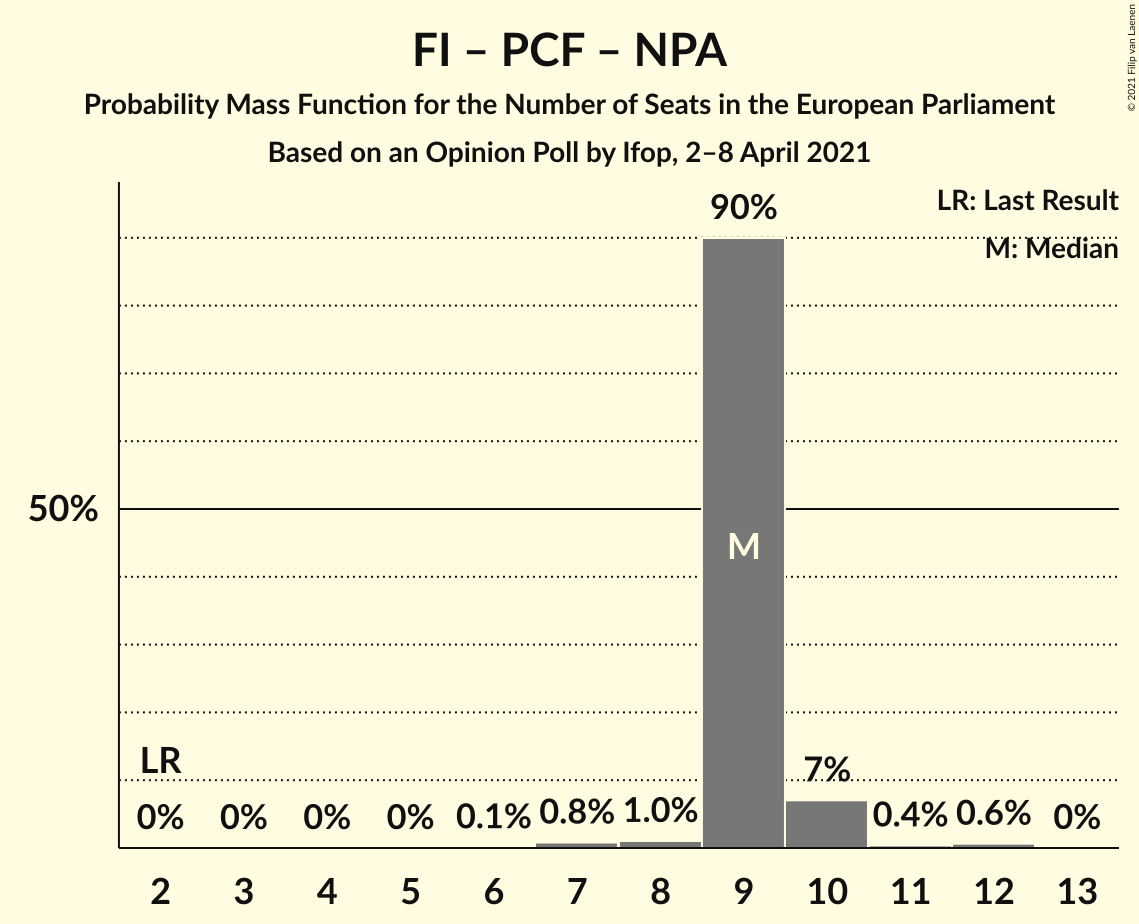 FI – PCF – NPA
Probability Mass Function for the Number of Seats in the European Parliament
Based on an Opinion Poll by Ifop, 2–8 April 2021
© 2021 Filip van Laenen
LR: Last Result
M: Median
90%
50%
M
LR
7%
0% 0% 0% 0% 0.1% 0.8% 1.0% 0.4% 0.6% 0%
2 3 4 5 6 7 8 9 10 11 12 13